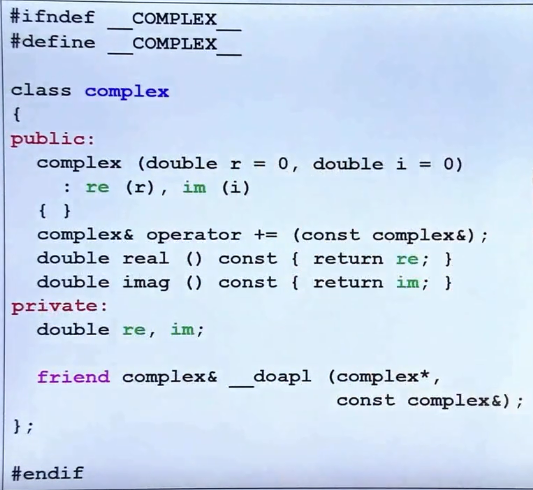 #ifndef __COMPLEX__
#define __COMPLEX__
class complex
{
public:
complex (double r = 0, double i = 0)
: re (r), im (i)
{ }
complex& operator += (const complex&);
double real () const { return re; }
double imag () const { return im; }
private:
double re, im;
friend complex& __doapl (complex*,
const complex&);
};
#endif